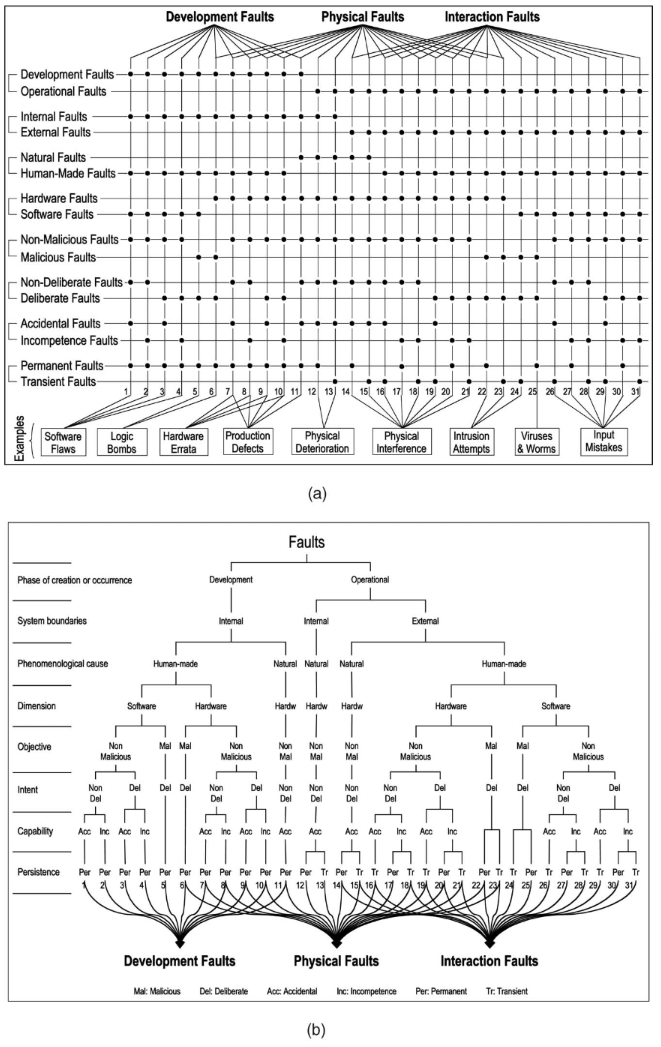 Development Faults Physical Faults Interaction Faults
Development Faults
Operational Faults
Internal Faults
External Faults
Natural Faults
Human-Made Faults
Hardware Faults
Software Faults
Non-Malicious Faults
Malicious Faults
Non-Deliberate Faults
Deliberate Faults
Accidental Faults
Incompetence Faults
Permanent Faults
Transient Faults
1 2 3 4 5 6 7 8 9 10 11 12 13 14 15 16 17 18 19 20 21 22 23 24 25 26 27 28 29 30 31
Examples
Software Logic Hardware Production Physical Physical Intrusion Viruses Input
Flaws Bombs Errata Defects Deterioration Interference Attempts & Worms Mistakes
(a)
Faults
Phase of creation or occurrence Development Operational
System boundaries Internal Internal External
Phenomenological cause Human-made Natural Natural Natural Human-made
Dimension Software Hardware Hardw Hardw Hardw Hardware Software
Objective Non Mal Mal Non Non Non Non Non Mal Mal Non
Malicious Malicious Mal Mal Mal Malicious Malicious
Intent Non Del Del Del Non Del Non Non Non Non Del Del Del Non Del
Del Del Del Del Del Del Del
Capability Acc Inc Acc Inc Acc Inc Acc Inc Acc Acc Acc Acc Inc Acc Inc Acc Inc Acc Inc
Persistence Per Per Per Per Per Per Per Per Per Per Per Per Tr Per Tr Tr Per Tr Tr Per Tr Per Tr Tr Per Tr Per Tr Tr Per Tr
1 2 3 4 5 6 7 8 9 10 11 12 13 14 15 16 17 18 19 20 21 22 23 24 25 26 27 28 29 30 31
Development Faults Physical Faults Interaction Faults
Mal: Malicious Del: Deliberate Acc: Accidental Inc: Incompetence Per: Permanent Tr: Transient
(b)